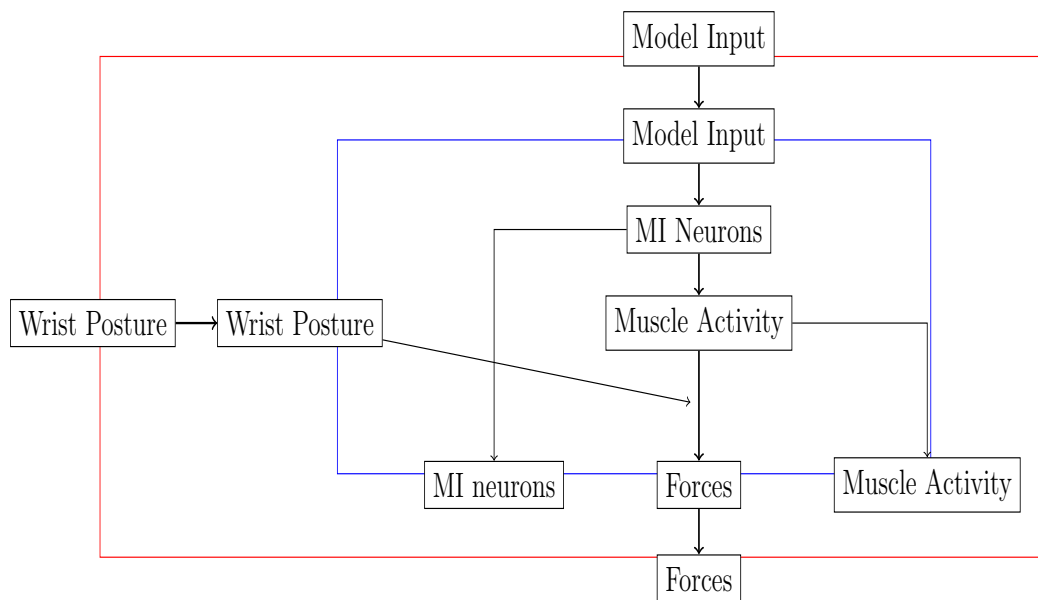 Model Input
Model Input
MI Neurons
Wrist Posture
Wrist Posture
Muscle Activity
MI neurons
Forces
Muscle Activity
Forces